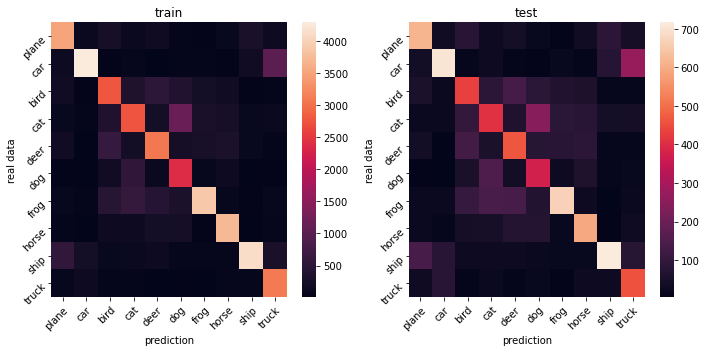 train
real data
plane
car
bird
cat
deer
dog
frog
horse
ship
truck
plane
car
bird
cat
deer
dog
frog
horse
ship
truck
prediction
4000
3500
3000
2500
2000
1500
1000
500
test
real data
plane
car
bird
cat
deer
dog
frog
horse
ship
truck
plane
car
bird
cat
deer
dog
frog
horse
ship
truck
prediction
700
600
500
400
300
200
100